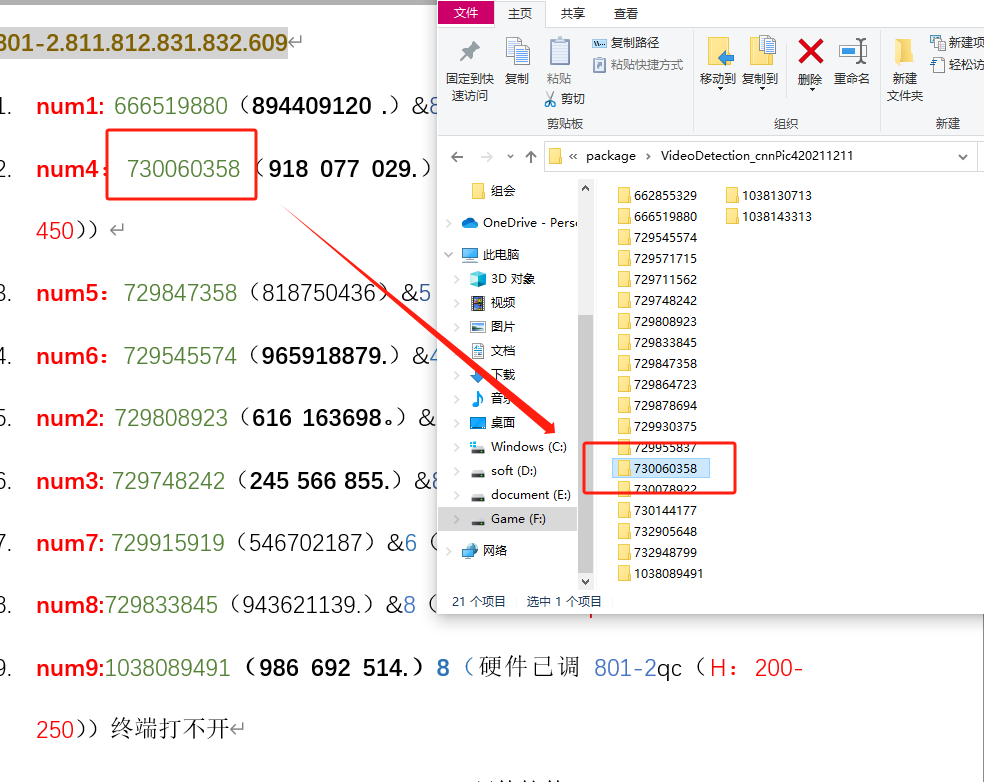 801-2.811.812.831.832.609↵
1. num1: 666519880（894409120 .）&8
2. num4：730060358（918 077 029.）
450））↵
3. num5：729847358（818750436）&5
4. num6：729545574（965918879.）&4
5. num2: 729808923（616 163698。）&
6. num3: 729748242（245 566 855.）&8
7. num7: 729915919（546702187）&6（
8. num8:729833845（943621139.）&8（
9. num9:1038089491（986 692 514.）8（硬件已调 801-2qc（H：200-
250））终端打不开↵
文件 主页 共享 查看
固定到快速访问
复制
粘贴
复制路径
粘贴快捷方式
剪切
剪贴板
移动到
复制到
删除
重命名
组织
新建
文件夹
新建项
轻松访
新建
« package › VideoDetection_cnnPic420211211
组会
OneDrive - Perso
此电脑
3D 对象
视频
图片
文档
下载
音乐
桌面
Windows (C:)
soft (D:)
document (E:)
Game (F:)
网络
662855329
666519880
729545574
729571715
729711562
729748242
729808923
729833845
729847358
729864723
729878694
729930375
729955837
730060358
730078922
730144177
732905648
732948799
1038089491
1038130713
1038143313
21 个项目 选中 1 个项目